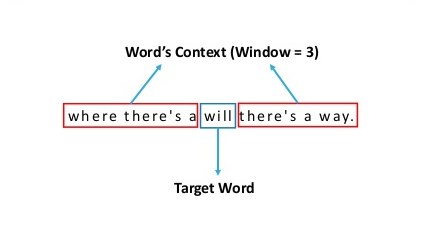 Word's Context (Window = 3)
where there's a will there's a way.
Target Word